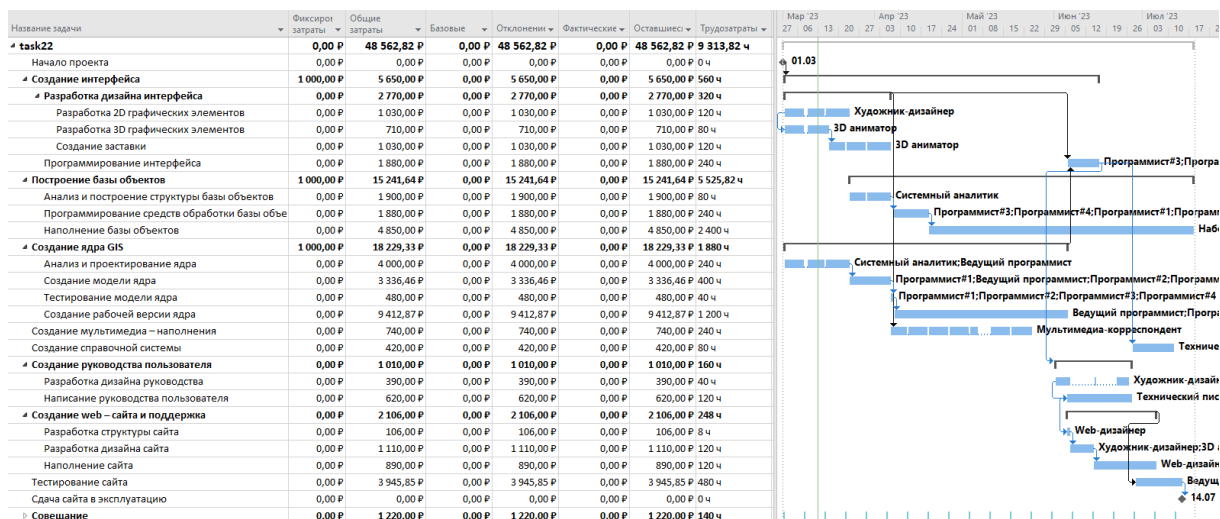 Название задачи Фиксирог затраты Общие затраты Базовые Отклонени Фактические Оставшиесз Трудозатраты Мар '23 Апр '23 Май '23 Июн '23 Июл '23
27 06 13 20 27 03 10 17 24 01 08 15 22 29 05 12 19 26 03 10 17
task22 0,00 ₽ 48 562,82 ₽ 0,00 ₽ 48 562,82 ₽ 0,00 ₽ 48 562,82 ₽ 9 313,82 ч
Начало проекта 0,00 ₽ 0,00 ₽ 0,00 ₽ 0,00 ₽ 0,00 ₽ 0,00 ₽ 0 ч 01.03
Создание интерфейса 1 000,00 ₽ 5 650,00 ₽ 0,00 ₽ 5 650,00 ₽ 0,00 ₽ 5 650,00 ₽ 560 ч
Разработка дизайна интерфейса 0,00 ₽ 2 770,00 ₽ 0,00 ₽ 2 770,00 ₽ 0,00 ₽ 2 770,00 ₽ 320 ч
Разработка 2D графических элементов 0,00 ₽ 1 030,00 ₽ 0,00 ₽ 1 030,00 ₽ 0,00 ₽ 1 030,00 ₽ 120 ч Художник-дизайнер
Разработка 3D графических элементов 0,00 ₽ 710,00 ₽ 0,00 ₽ 710,00 ₽ 0,00 ₽ 710,00 ₽ 80 ч 3D аниматор
Создание заставки 0,00 ₽ 1 030,00 ₽ 0,00 ₽ 1 030,00 ₽ 0,00 ₽ 1 030,00 ₽ 120 ч 3D аниматор
Программирование интерфейса 0,00 ₽ 1 880,00 ₽ 0,00 ₽ 1 880,00 ₽ 0,00 ₽ 1 880,00 ₽ 240 ч Программист#3;Програ
Построение базы объектов 1 000,00 ₽ 15 241,64 ₽ 0,00 ₽ 15 241,64 ₽ 0,00 ₽ 15 241,64 ₽ 5 525,82 ч
Анализ и построение структуры базы объектов 0,00 ₽ 1 900,00 ₽ 0,00 ₽ 1 900,00 ₽ 0,00 ₽ 1 900,00 ₽ 80 ч Системный аналитик
Программирование средств обработки базы объе 0,00 ₽ 1 880,00 ₽ 0,00 ₽ 1 880,00 ₽ 0,00 ₽ 1 880,00 ₽ 240 ч Программист#3;Программист#4;Программист#1;Программ
Наполнение базы объектов 0,00 ₽ 4 850,00 ₽ 0,00 ₽ 4 850,00 ₽ 0,00 ₽ 4 850,00 ₽ 2 400 ч Набо
Создание ядра GIS 1 000,00 ₽ 18 229,33 ₽ 0,00 ₽ 18 229,33 ₽ 0,00 ₽ 18 229,33 ₽ 1 880 ч
Анализ и проектирование ядра 0,00 ₽ 4 000,00 ₽ 0,00 ₽ 4 000,00 ₽ 0,00 ₽ 4 000,00 ₽ 240 ч Системный аналитик;Ведущий программист
Создание модели ядра 0,00 ₽ 3 336,46 ₽ 0,00 ₽ 3 336,46 ₽ 0,00 ₽ 3 336,46 ₽ 400 ч Программист#1;Ведущий программист;Программист#2;Программ
Тестирование модели ядра 0,00 ₽ 480,00 ₽ 0,00 ₽ 480,00 ₽ 0,00 ₽ 480,00 ₽ 40 ч Программист#1;Программист#2;Программист#3;Программист#4
Создание рабочей версии ядра 0,00 ₽ 9 412,87 ₽ 0,00 ₽ 9 412,87 ₽ 0,00 ₽ 9 412,87 ₽ 1 200 ч Ведущий программист;Програ
Создание мультимедиа – наполнения 0,00 ₽ 740,00 ₽ 0,00 ₽ 740,00 ₽ 0,00 ₽ 740,00 ₽ 240 ч Мультимедиа-корреспондент
Создание справочной системы 0,00 ₽ 420,00 ₽ 0,00 ₽ 420,00 ₽ 0,00 ₽ 420,00 ₽ 80 ч Техниче
Создание руководства пользователя 0,00 ₽ 1 010,00 ₽ 0,00 ₽ 1 010,00 ₽ 0,00 ₽ 1 010,00 ₽ 160 ч
Разработка дизайна руководства 0,00 ₽ 390,00 ₽ 0,00 ₽ 390,00 ₽ 0,00 ₽ 390,00 ₽ 40 ч Художник-дизайн
Написание руководства пользователя 0,00 ₽ 620,00 ₽ 0,00 ₽ 620,00 ₽ 0,00 ₽ 620,00 ₽ 120 ч Технический пис
Создание web – сайта и поддержка 0,00 ₽ 2 106,00 ₽ 0,00 ₽ 2 106,00 ₽ 0,00 ₽ 2 106,00 ₽ 248 ч
Разработка структуры сайта 0,00 ₽ 106,00 ₽ 0,00 ₽ 106,00 ₽ 0,00 ₽ 106,00 ₽ 8 ч Web-дизайнер
Разработка дизайна сайта 0,00 ₽ 1 110,00 ₽ 0,00 ₽ 1 110,00 ₽ 0,00 ₽ 1 110,00 ₽ 120 ч Художник-дизайнер;3D
Наполнение сайта 0,00 ₽ 890,00 ₽ 0,00 ₽ 890,00 ₽ 0,00 ₽ 890,00 ₽ 120 ч Web-дизайн
Тестирование сайта 0,00 ₽ 3 945,85 ₽ 0,00 ₽ 3 945,85 ₽ 0,00 ₽ 3 945,85 ₽ 480 ч Ведущ
Сдача сайта в эксплуатацию 0,00 ₽ 0,00 ₽ 0,00 ₽ 0,00 ₽ 0,00 ₽ 0,00 ₽ 0 ч 14.07
Совещание 0,00 ₽ 1 220,00 ₽ 0,00 ₽ 1 220,00 ₽ 0,00 ₽ 1 220,00 ₽ 140 ч